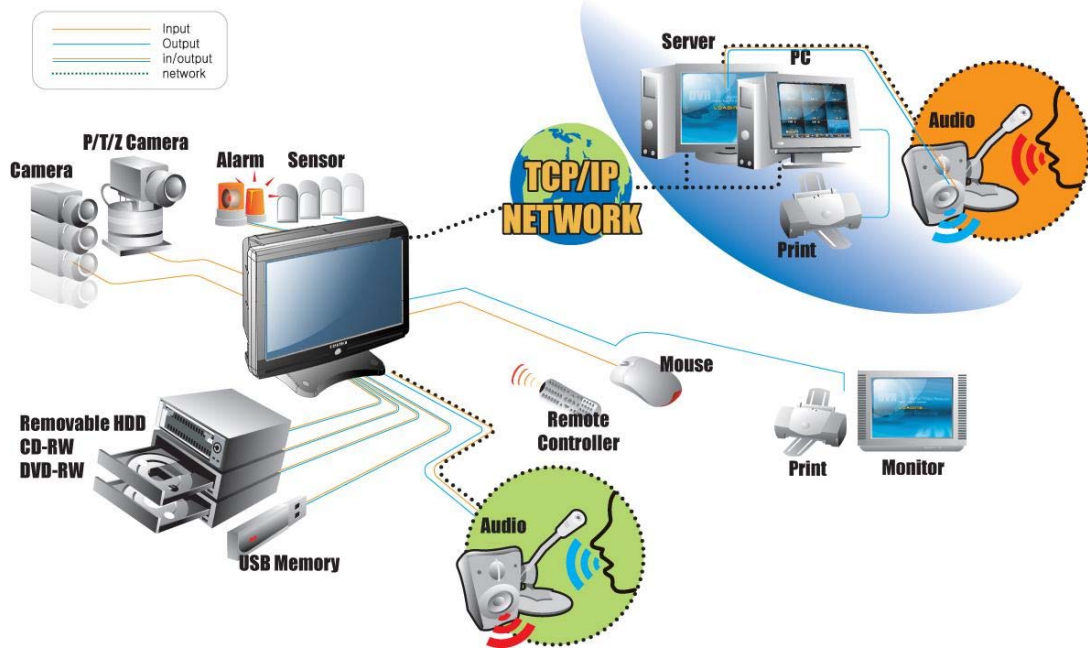 Input
Output
in/output
network
Server
PC
Audio
P/T/Z Camera
Camera
Alarm
Sensor
TCP/IP
NETWORK
Print
Mouse
Remote
Controller
Removable HDD
CD-RW
DVD-RW
Print
Monitor
USB Memory
Audio